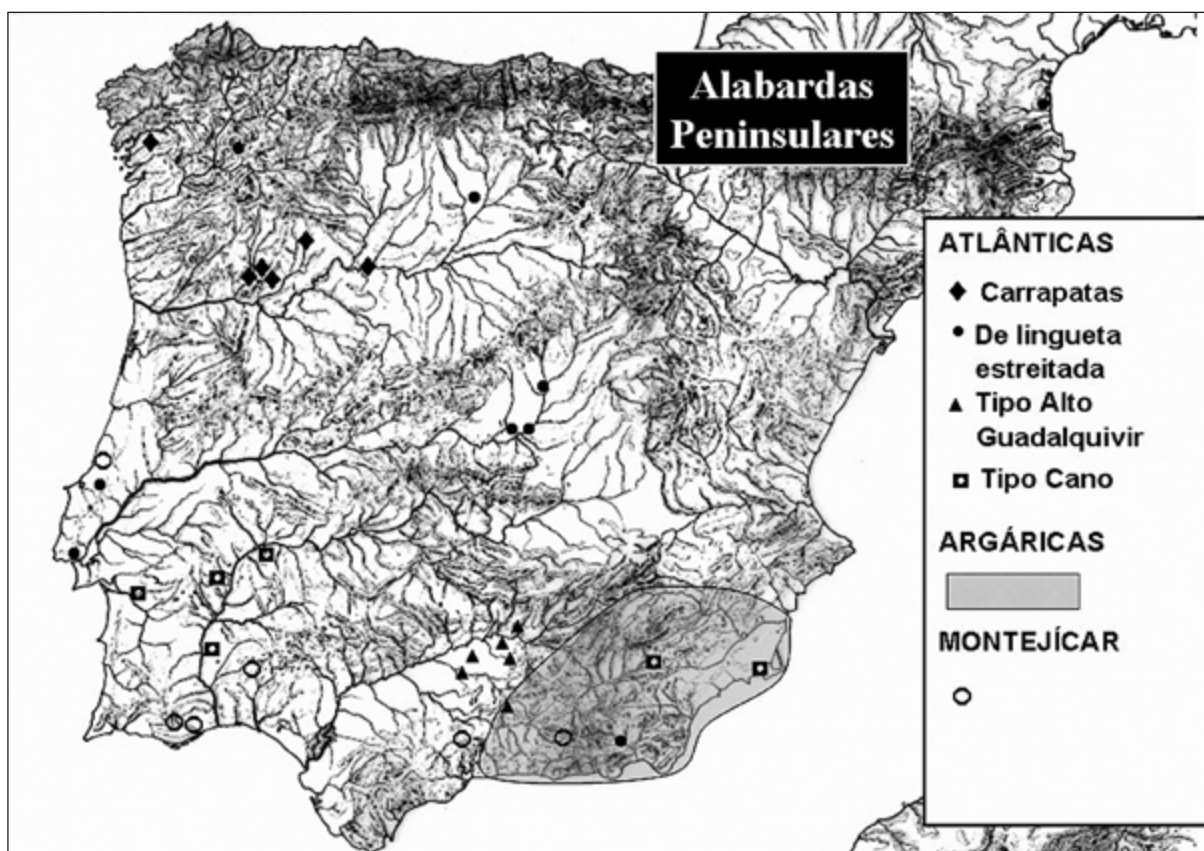 Alabardas
Peninsulares
ATLÂNTICAS
Carrapatas
De lingueta
estreitada
Tipo Alto
Guadalquivir
Tipo Cano
ARGÁRICAS
MONTEJÍCAR